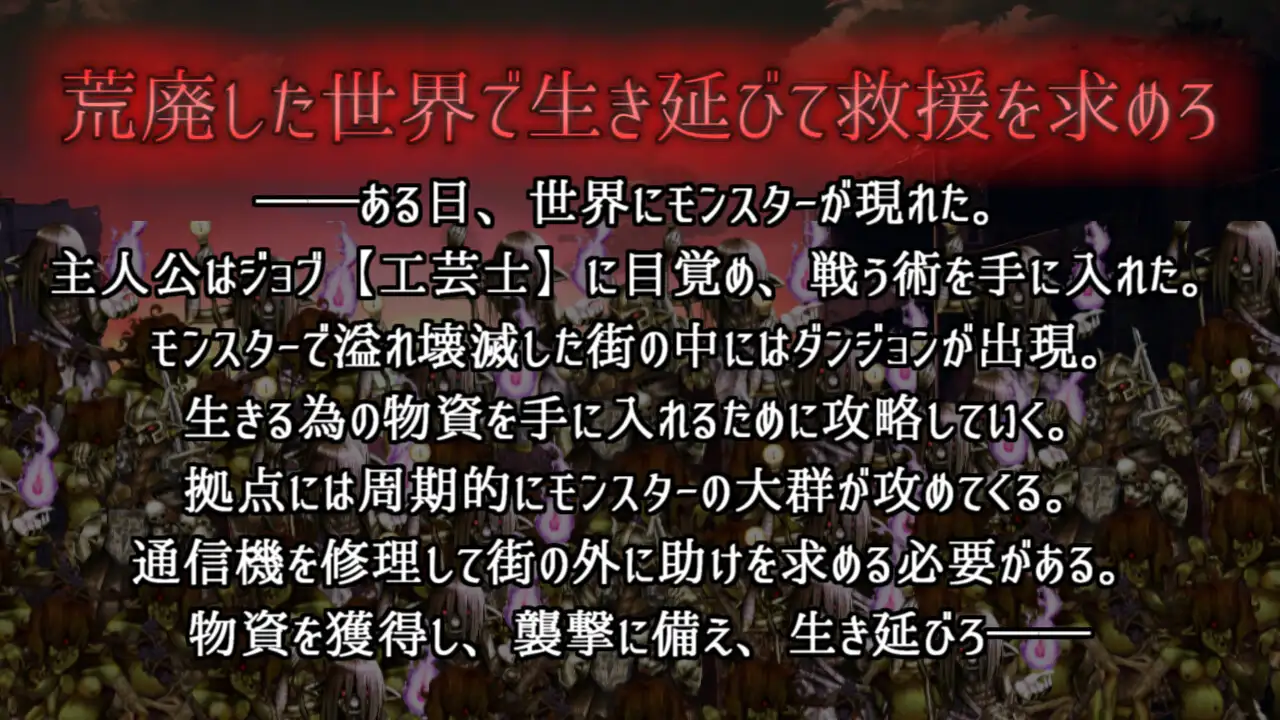 荒廃した世界で生き延びて救援を求めろ
――ある日、世界にモンスターが現れた。
主人公はジョブ【工芸士】に目覚め、戦う術を手に入れた。
モンスターで溢れ壊滅した街の中にはダンジョンが出現。
生きる為の物資を手に入れるために攻略していく。
拠点には周期的にモンスターの大群が攻めてくる。
通信機を修理して街の外に助けを求める必要がある。
物資を獲得し、襲撃に備え、生き延びろ――